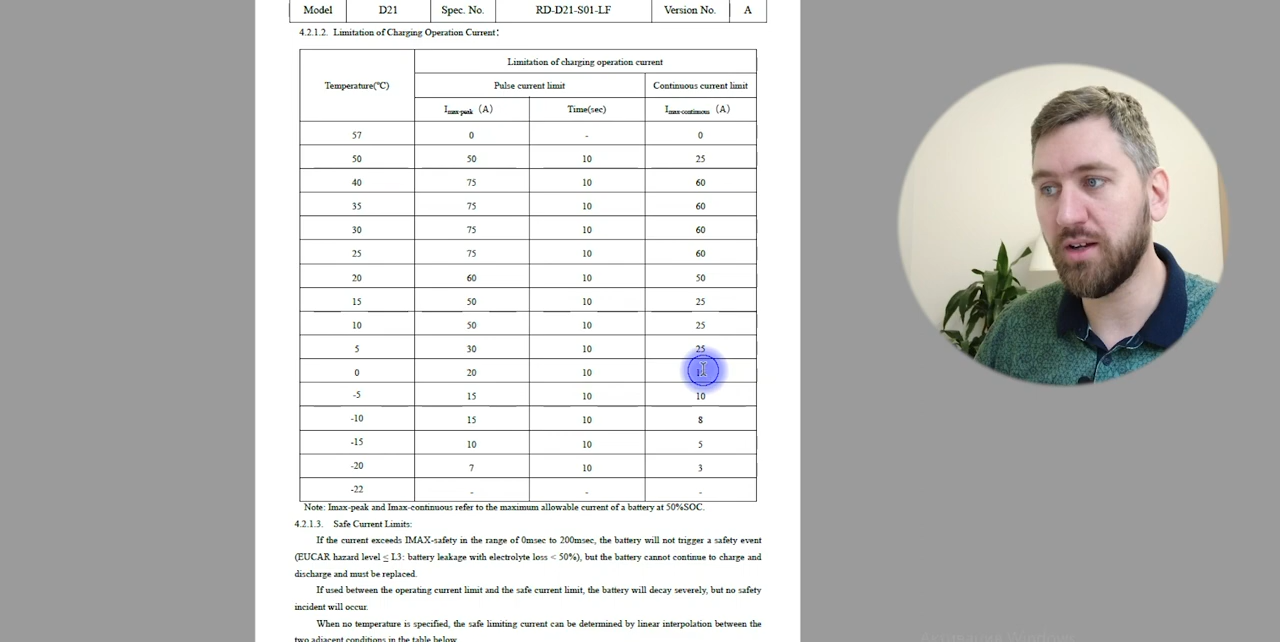 Model D21 Spec. No. RD-D21-S01-LF Version No. A
4.2.1.2. Limitation of Charging Operation Current:
Temperature(℃) Limitation of charging operation current
Pulse current limit Continuous current limit
Imax-peak (A) Time(sec) Imax-continuous (A)
57 0 - 0
50 50 10 25
40 75 10 60
35 75 10 60
30 75 10 60
25 75 10 60
20 60 10 50
15 50 10 25
10 50 10 25
5 30 10 25
0 20 10
-5 15 10 10
-10 15 10 8
-15 10 10 5
-20 7 10 3
-22 - - -
Note: Imax-peak and Imax-continuous refer to the maximum allowable current of a battery at 50%SOC.
4.2.1.3. Safe Current Limits:
If the current exceeds IMAX-safety in the range of 0msec to 200msec, the battery will not trigger a safety event
(EUCAR hazard level ≤ L3: battery leakage with electrolyte loss < 50%), but the battery cannot continue to charge and
discharge and must be replaced.
If used between the operating current limit and the safe current limit, the battery will decay severely, but no safety
incident will occur.
When no temperature is specified, the safe limiting current can be determined by linear interpolation between the
two adjacent conditions in the table below.